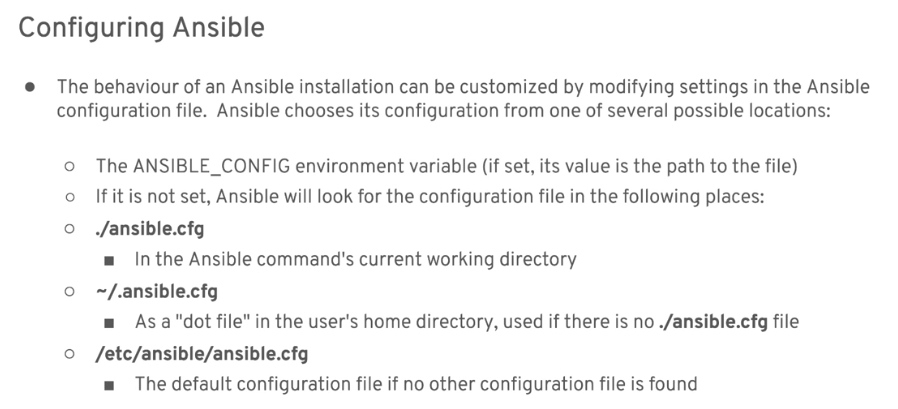 Configuring Ansible
● The behaviour of an Ansible installation can be customized by modifying settings in the Ansible
configuration file. Ansible chooses its configuration from one of several possible locations:
○ The ANSIBLE_CONFIG environment variable (if set, its value is the path to the file)
○ If it is not set, Ansible will look for the configuration file in the following places:
○ ./ansible.cfg
■ In the Ansible command's current working directory
○ ~/.ansible.cfg
■ As a "dot file" in the user's home directory, used if there is no ./ansible.cfg file
○ /etc/ansible/ansible.cfg
■ The default configuration file if no other configuration file is found